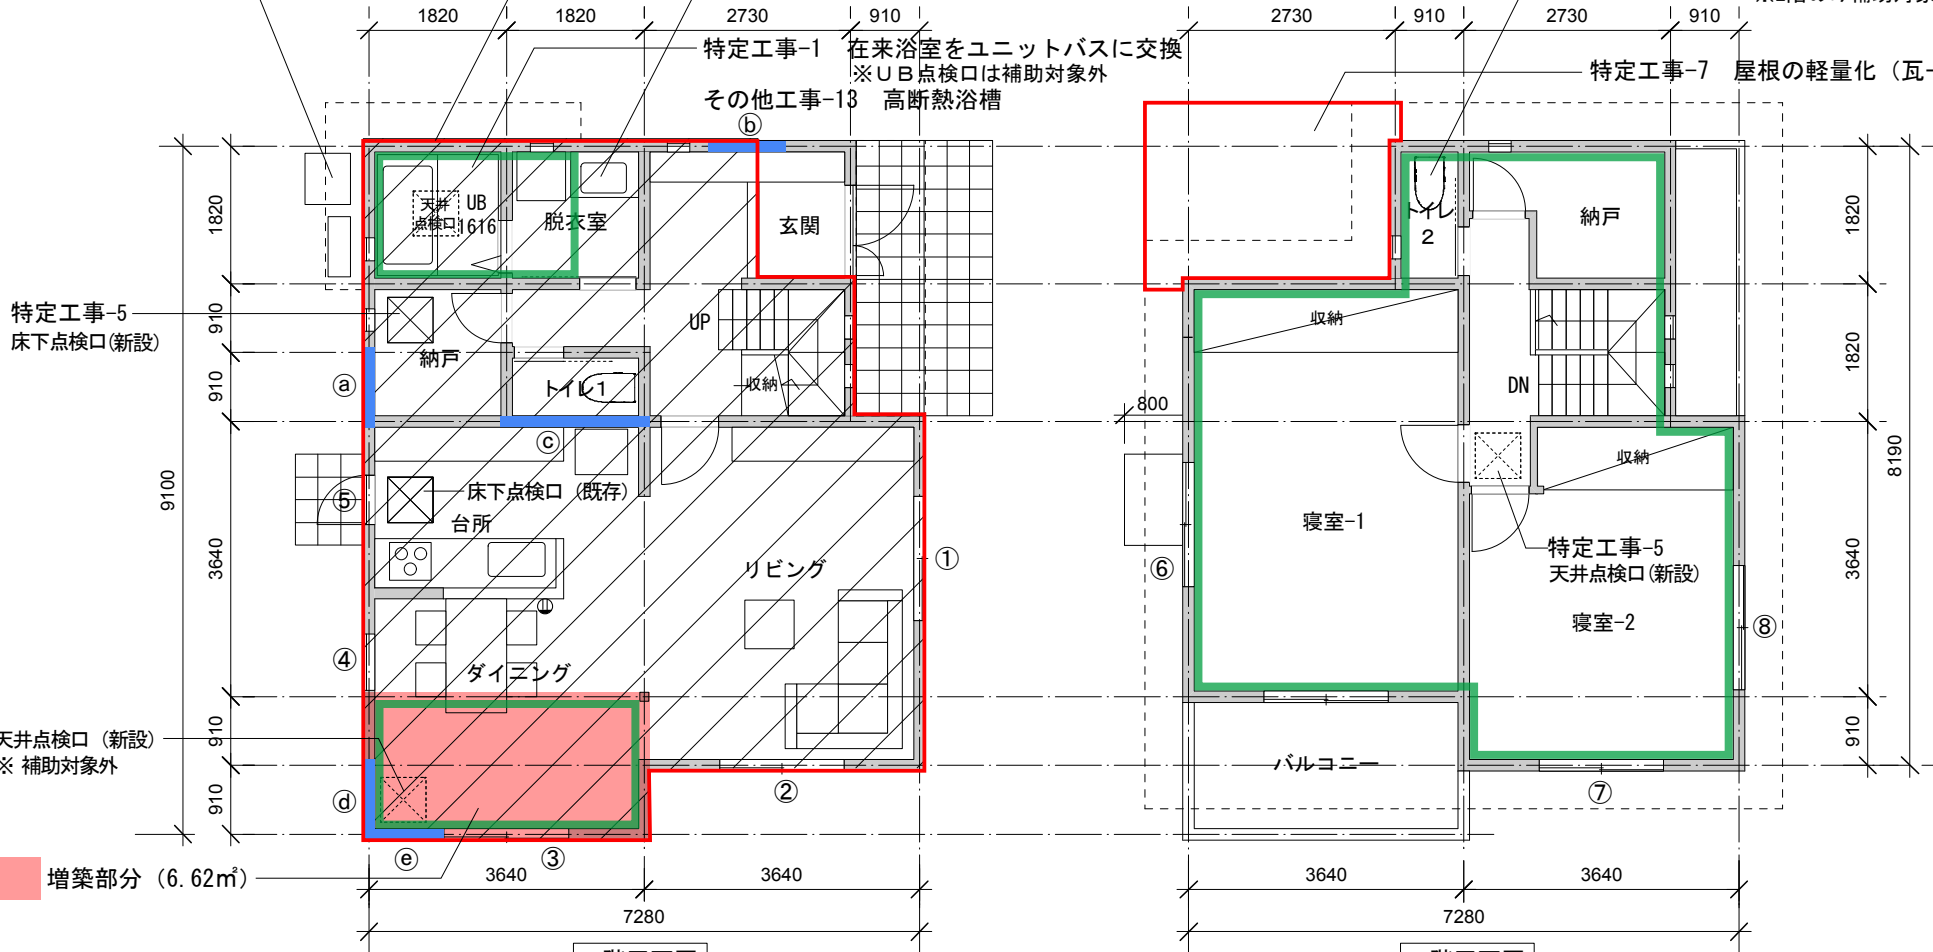 1820
1820
2730
910
2730
910
2730
910
特定工事-1　在来浴室をユニットバスに交換
※ＵＢ点検口は補助対象外
その他工事-13　高断熱浴槽
特定工事-7　屋根の軽量化（瓦
ⓑ
天井
点検口
UB
1616
脱衣室
玄関
トイレ
2
納戸
1820
1820
特定工事-5
床下点検口(新設)
910
910
納戸
UP
収納
トイレ1
ⓐ
ⓒ
収納
DN
1820
800
収納
9100
8190
⑤
床下点検口（既存）
台所
3640
リビング
①
寝室-1
⑥
特定工事-5
天井点検口(新設)
3640
寝室-2
⑧
④
ダイニング
天井点検口（新設）
※ 補助対象外
910
910
バルコニー
910
ⓓ
②
⑦
ⓔ
③
増築部分（6.62㎡）
3640
3640
3640
3640
7280
7280